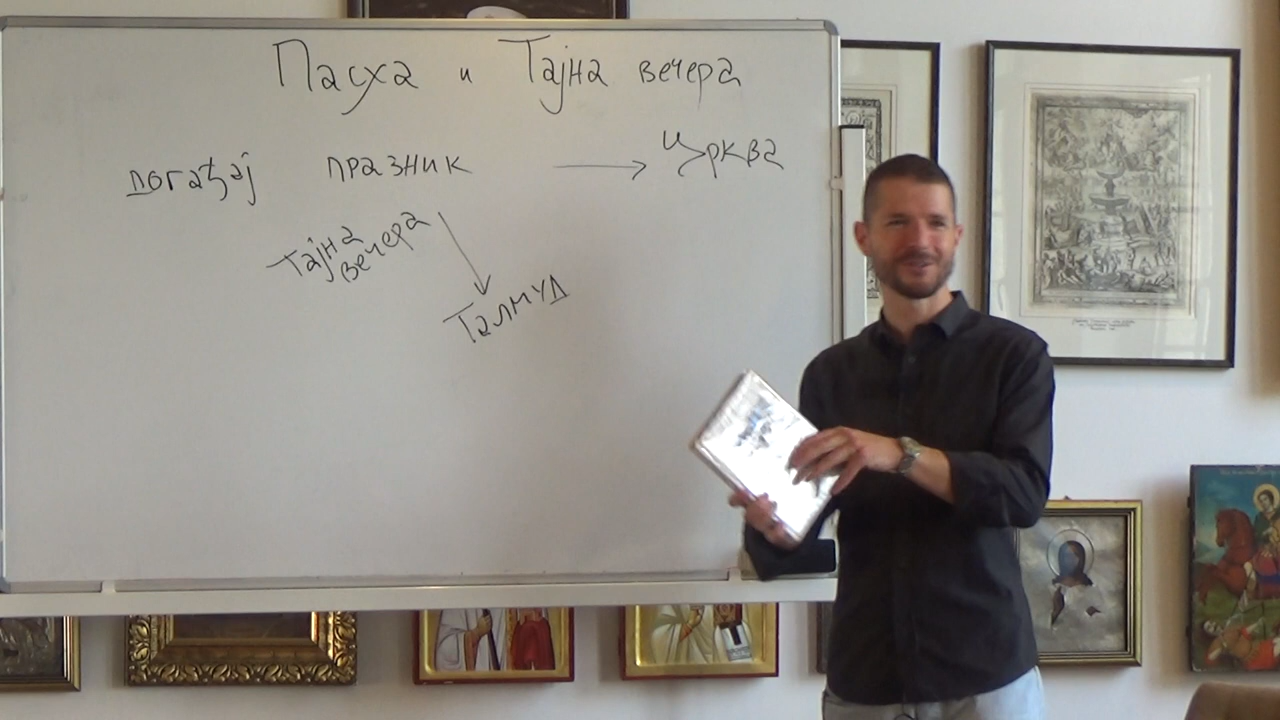 Пасха и Тајна вечера
догађај празник → Црква
Тајна
вечера
Талмуд